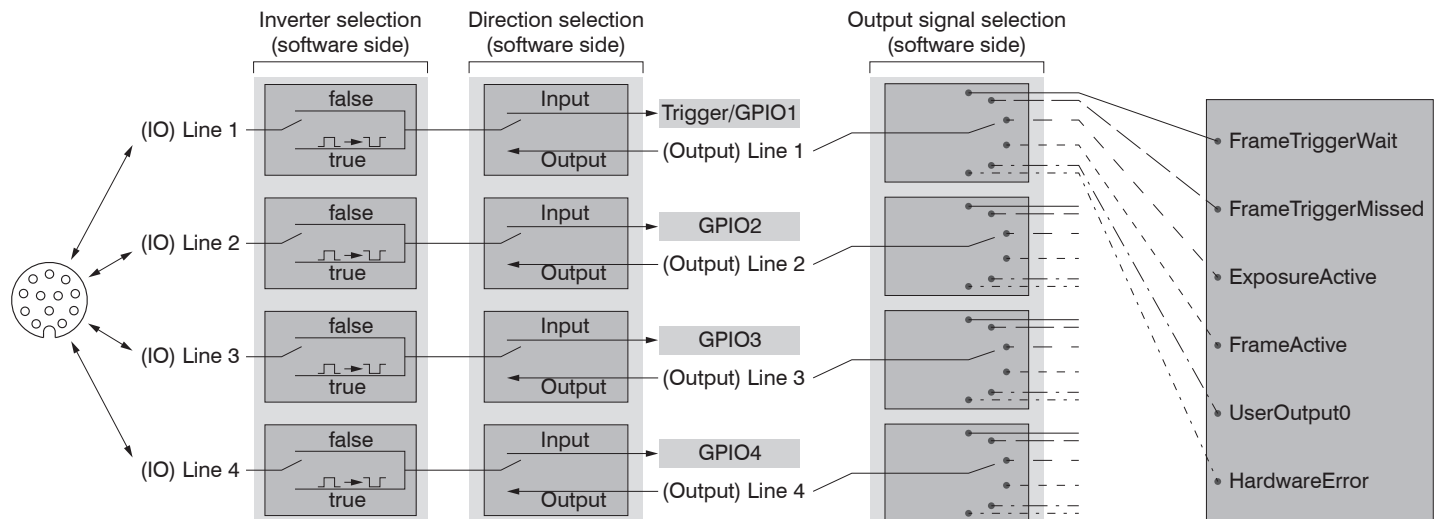 Inverter selection
(software side)
Direction selection
(software side)
Output signal selection
(software side)
(IO) Line 1
false
true
Input
Output
Trigger/GPIO1
(Output) Line 1
(IO) Line 2
false
true
Input
Output
GPIO2
(Output) Line 2
(IO) Line 3
false
true
Input
Output
GPIO3
(Output) Line 3
(IO) Line 4
false
true
Input
Output
GPIO4
(Output) Line 4
FrameTriggerWait
FrameTriggerMissed
ExposureActive
FrameActive
UserOutput0
HardwareError